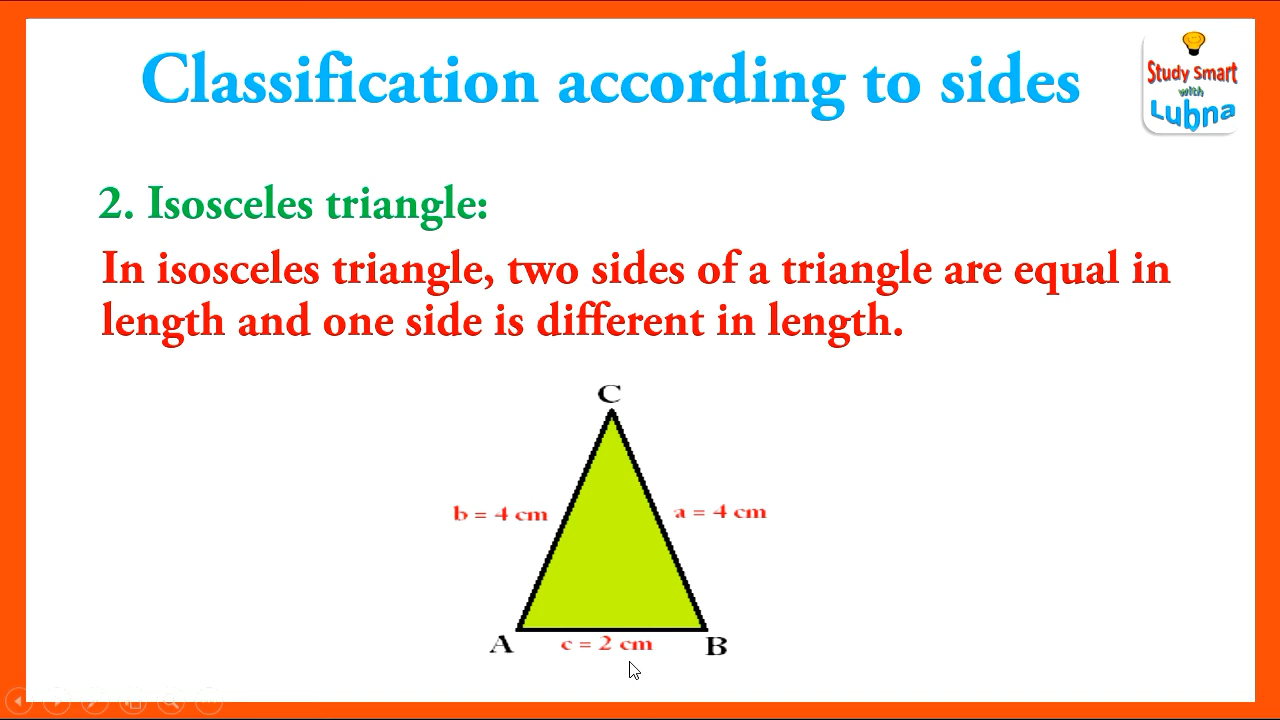 Classification according to sides
Study Smart
with
Lubna
2. Isosceles triangle:
In isosceles triangle, two sides of a triangle are equal in
length and one side is different in length.
C
b = 4 cm
a = 4 cm
A
c = 2 cm
B